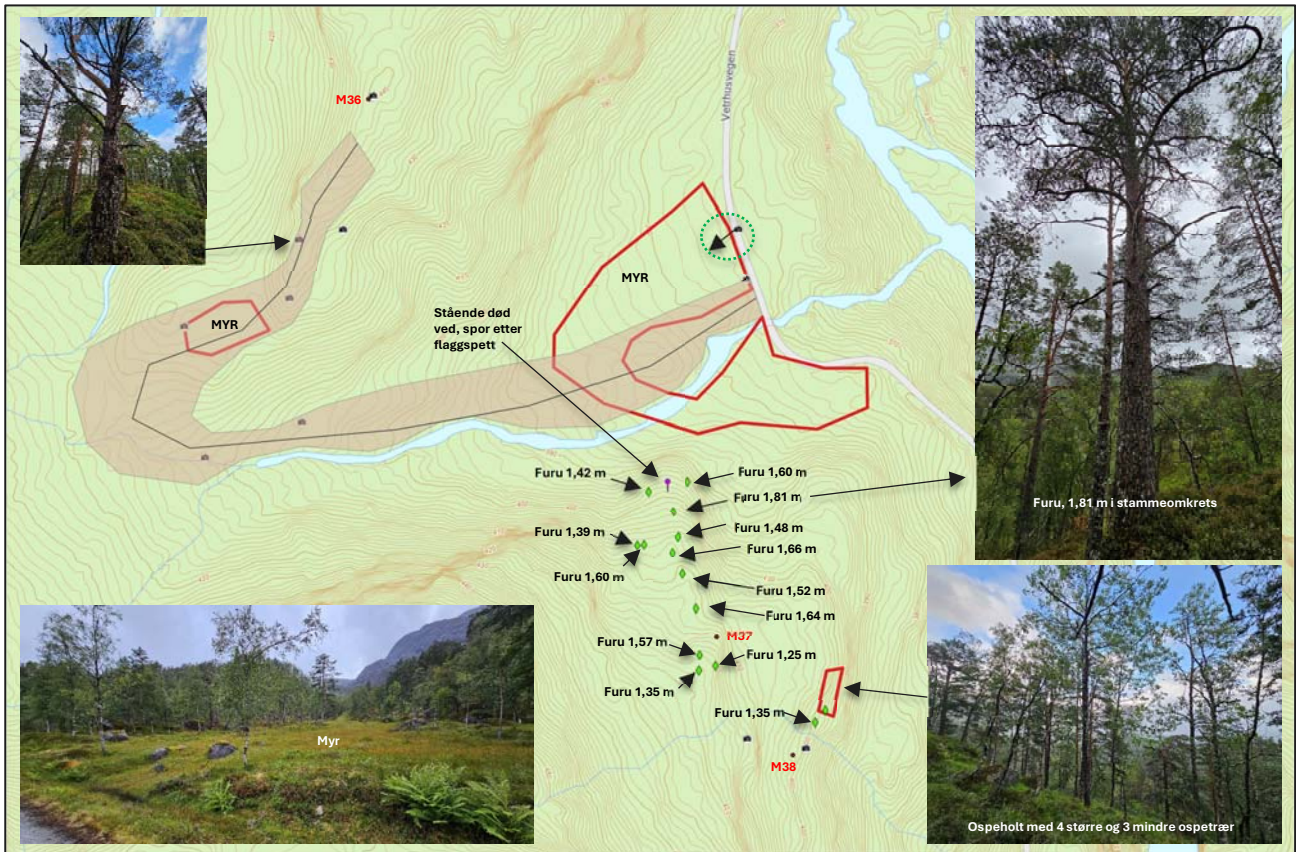 M36
Vetrhusvegen
MYR
MYR
Stående død
ved, spor etter
flaggspett
Furu 1,42 m
Furu 1,60 m
Furu 1,81 m
Furu 1,48 m
Furu 1,39 m
Furu 1,66 m
Furu 1,60 m
Furu 1,52 m
Furu 1,64 m
M37
Furu 1,57 m
Furu 1,25 m
Furu 1,35 m
Furu 1,35 m
M38
Furu, 1,81 m i stammeomkrets
Myr
Ospeholt med 4 større og 3 mindre ospetrær